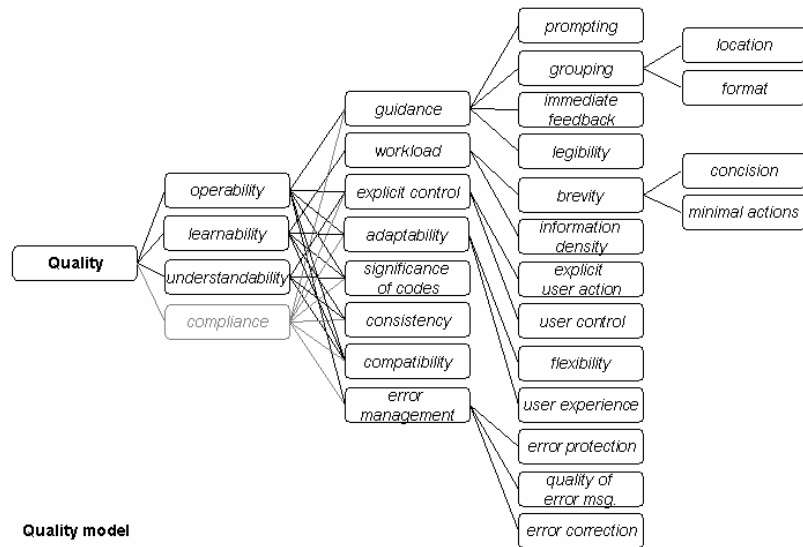 Quality
operability
learnability
understandability
compliance
guidance
workload
explicit control
adaptability
significance
of codes
consistency
compatibility
error
management
prompting
grouping
immediate
feedback
legibility
brevity
information
density
explicit
user action
user control
flexibility
user experience
error protection
quality of
error msg.
error correction
location
format
concision
minimal actions
Quality model